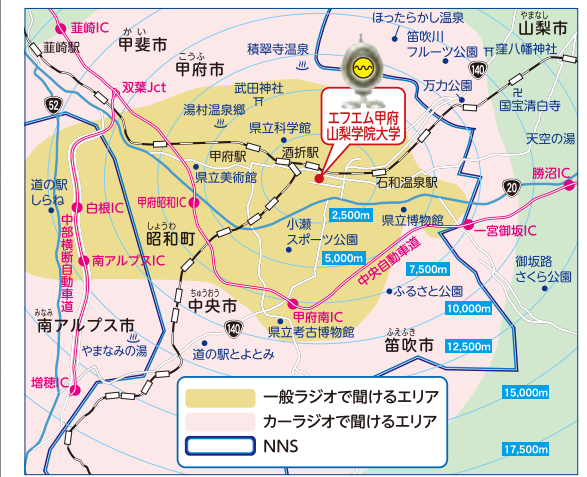 韮崎IC
韮崎駅
かい
甲斐市
こうふ
甲府市
積翠寺温泉
ほったらかし温泉
笛吹川
フルーツ公園
やまなし
山梨市
窪八幡神社
140
卍
国宝清白寺
万力公園
天空の湯
双葉Jct
52
武田神社
湯村温泉郷
県立科学館
エフエム甲府
山梨学院大学
甲府駅
酒折駅
県立美術館
石和温泉駅
勝沼IC
20
道の駅
しらね
白根IC
甲府昭和IC
2,500m
県立博物館
一宮御坂IC
しょうわ
昭和町
小瀬
スポーツ公園
中部横断自動車道
南アルプスIC
5,000m
中央自動車道
7,500m
御坂路
さくら公園
ちゅうおう
中央市
ふるさと公園
甲府南IC
10,000m
みなみ
南アルプス市
140
県立考古博物館
ふえふき
笛吹市
12,500m
やまなみの湯
道の駅とよとみ
増穂IC
15,000m
一般ラジオで聞けるエリア
カーラジオで聞けるエリア
NNS
17,500m